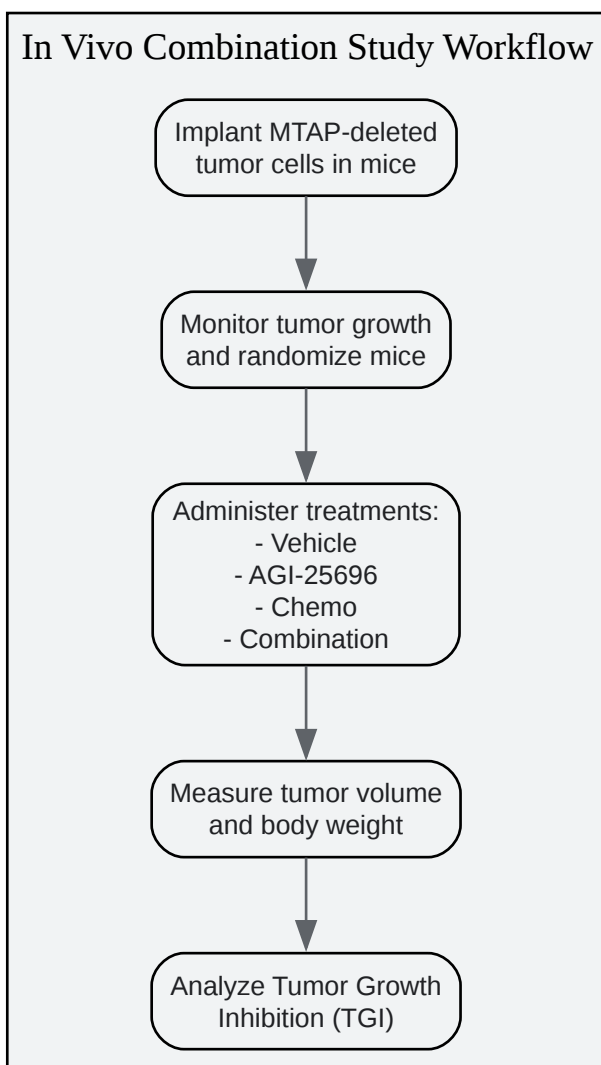 In Vivo Combination Study Workflow
Implant MTAP-deleted
tumor cells in mice
Monitor tumor growth
and randomize mice
Administer treatments:
- Vehicle
- AGI-25696
- Chemo
- Combination
Measure tumor volume
and body weight
Analyze Tumor Growth
Inhibition (TGI)